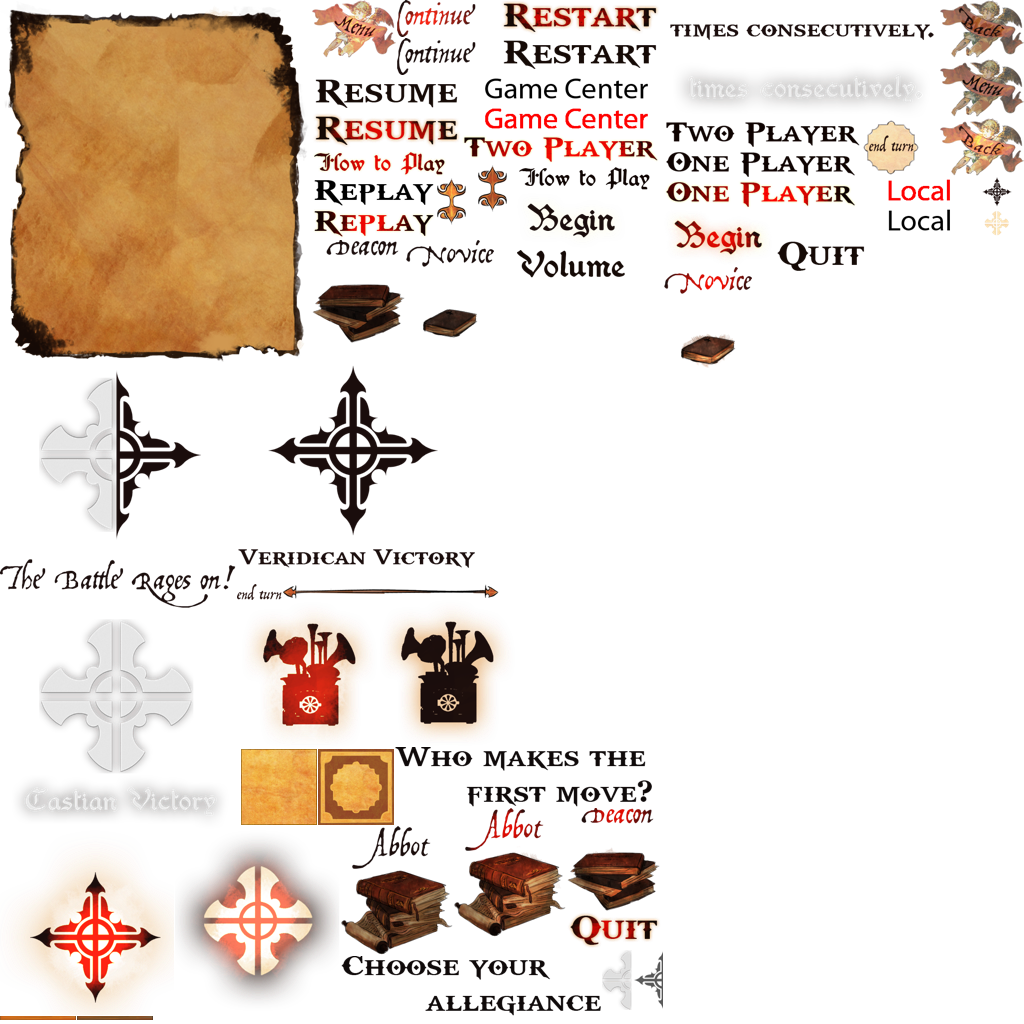 Menu
Continue
Restart
times consecutively.
Back
Continue
Restart
Resume
Game Center
times consecutively.
Menu
Resume
Game Center
Two Player
Two Player
end turn
Back
How to Play
How to Play
One Player
Replay
One Player
Local
Replay
Begin
Local
Deacon
Novice
Begin
Quit
Volume
Novice
Veridican Victory
The Battle Rages on!
end turn
Who makes the
first move?
Castian Victory
Abbot
Abbot
Deacon
Quit
Choose your
allegiance